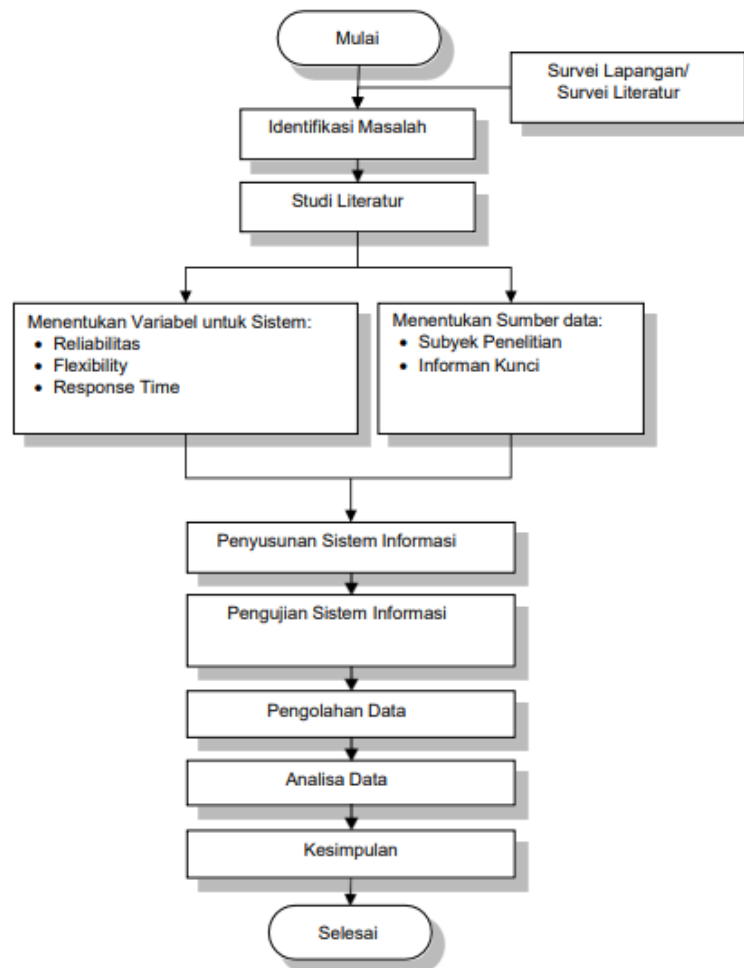 Mulai
Survei Lapangan/
Survei Literatur
Identifikasi Masalah
Studi Literatur
Menentukan Variabel untuk Sistem:
• Reliabilitas
• Flexibility
• Response Time
Menentukan Sumber data:
• Subyek Penelitian
• Informan Kunci
Penyusunan Sistem Informasi
Pengujian Sistem Informasi
Pengolahan Data
Analisa Data
Kesimpulan
Selesai